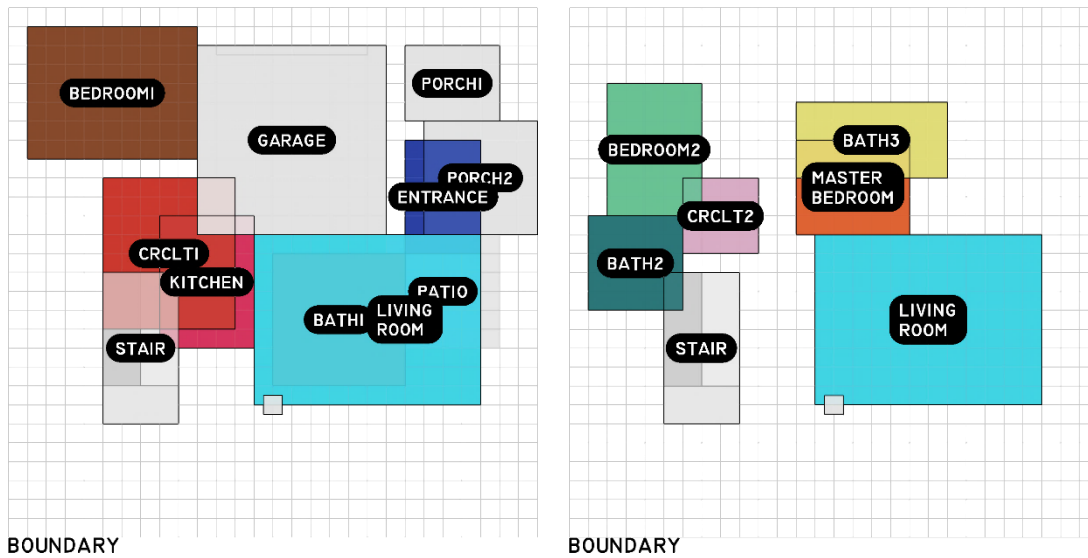 BEDROOM1
PORCH1
GARAGE
PORCH2
ENTRANCE
CRCLT1
KITCHEN
PATIO
BATH1
LIVING
ROOM
STAIR
BOUNDARY
BEDROOM2
BATH3
MASTER
BEDROOM
CRCLT2
BATH2
LIVING
ROOM
STAIR
BOUNDARY